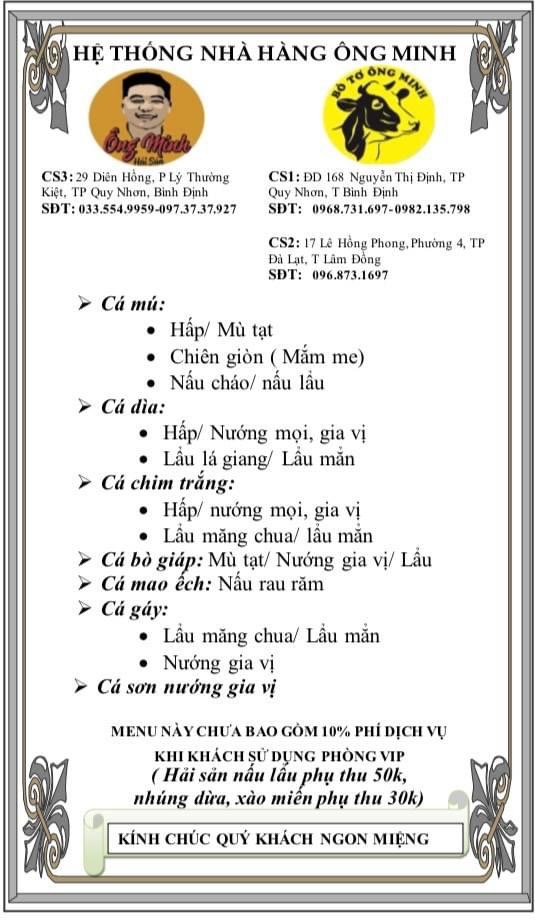 HỆ THỐNG NHÀ HÀNG ÔNG MINH
Ông Minh
Hải Sản
BÒ TƠ ÔNG MINH
CS3: 29 Diên Hồng, P Lý Thường
Kiệt, TP Quy Nhơn, Bình Định
SĐT: 033.554.9959-097.37.37.927
CS1: ĐD 168 Nguyễn Thị Định, TP
Quy Nhơn, T Bình Định
SĐT: 0968.731.697-0982.135.798
CS2: 17 Lê Hồng Phong, Phường 4, TP
Đà Lạt, T Lâm Đồng
SĐT: 096.873.1697
➢ Cá mú:
• Hấp/ Mù tạt
• Chiên giòn ( Mắm me)
• Nấu cháo/ nấu lẩu
➢ Cá dìa:
• Hấp/ Nướng mọi, gia vị
• Lẩu lá giang/ Lẩu mẳn
➢ Cá chim trắng:
• Hấp/ nướng mọi, gia vị
• Lẩu măng chua/ lẩu mẳn
➢ Cá bò giáp: Mù tạt/ Nướng gia vị/ Lẩu
➢ Cá mao ếch: Nấu rau răm
➢ Cá gáy:
• Lẩu măng chua/ Lẩu mẳn
• Nướng gia vị
➢ Cá sơn nướng gia vị
MENU NÀY CHƯA BAO GỒM 10% PHÍ DỊCH VỤ
KHI KHÁCH SỬ DỤNG PHÒNG VIP
( Hải sản nấu lẩu phụ thu 50k,
nhúng dừa, xào miến phụ thu 30k)
KÍNH CHÚC QUÝ KHÁCH NGON MIỆNG